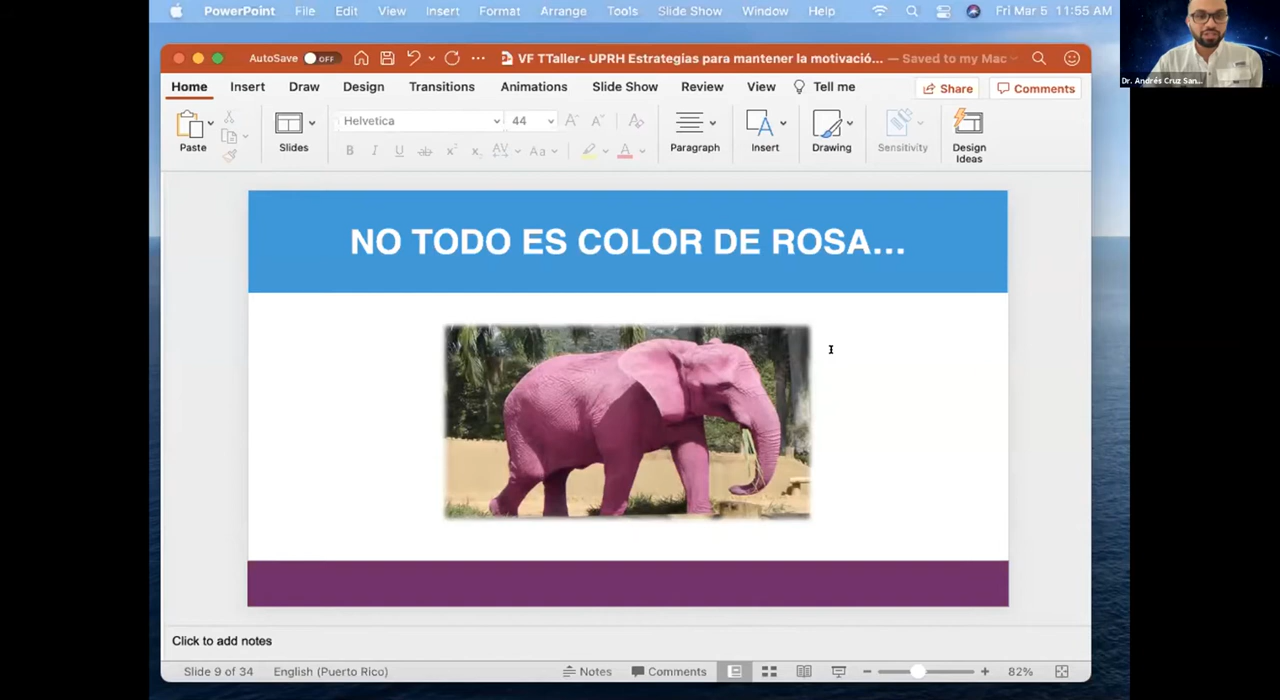 PowerPoint File Edit View Insert Format Arrange Tools Slide Show Window Help Fri Mar 5 11:55 AM
Dr. Andrés Cruz San...
AutoSave OFF VF TTaller- UPRH Estrategias para mantener la motivació... — Saved to my Mac
Home Insert Draw Design Transitions Animations Slide Show Review View Tell me Share Comments
Helvetica 44
Paste Slides Paragraph Insert Drawing Sensitivity Design Ideas
NO TODO ES COLOR DE ROSA...
Click to add notes
Slide 9 of 34 English (Puerto Rico) Notes Comments 82%